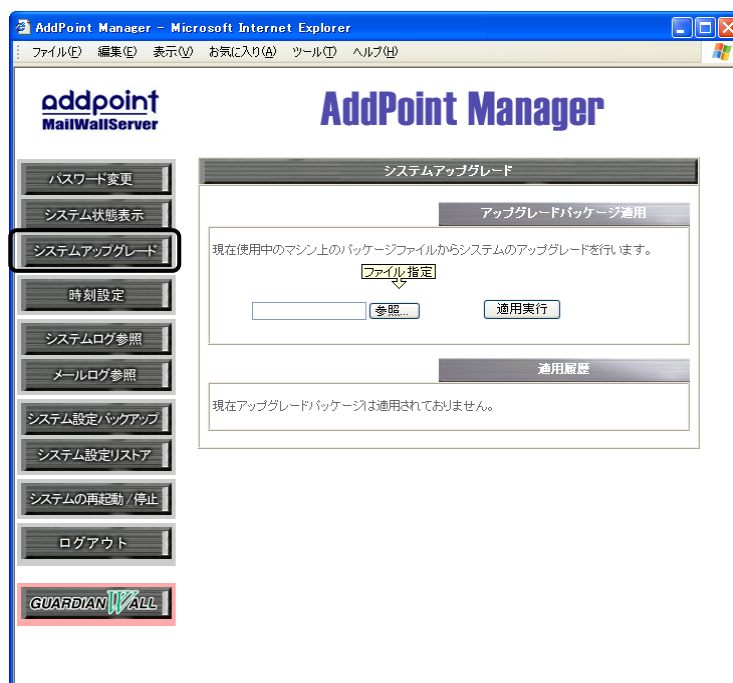 AddPoint Manager - Microsoft Internet Explorer
ファイル(F) 編集(E) 表示(V) お気に入り(A) ツール(T) ヘルプ(H)
addpoint
MailWallServer
AddPoint Manager
パスワード変更
システム状態表示
システムアップグレード
時刻設定
システムログ参照
メールログ参照
システム設定バックアップ
システム設定リストア
システムの再起動/停止
ログアウト
GUARDIAN WALL
システムアップグレード
アップグレードパッケージ適用
現在使用中のマシン上のパッケージファイルからシステムのアップグレードを行います。
ファイル指定
参照... 適用実行
適用履歴
現在アップグレードパッケージは適用されておりません。